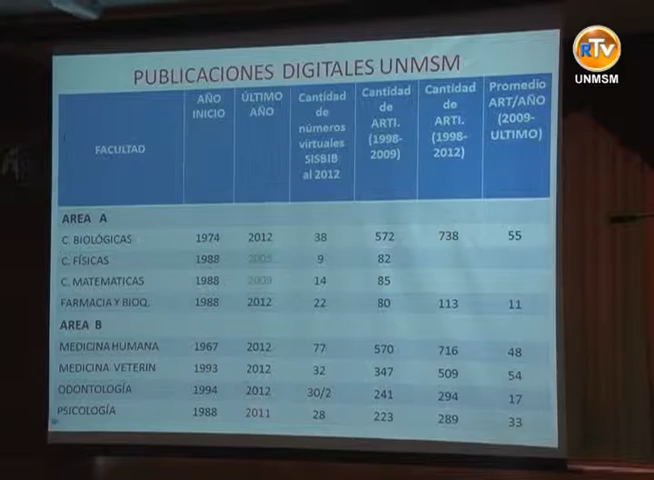 RTV
UNMSM
PUBLICACIONES DIGITALES UNMSM
FACULTAD | AÑO INICIO | ÚLTIMO AÑO | Cantidad de números virtuales SISBIB al 2012 | Cantidad de ARTI. (1998-2009) | Cantidad de ARTI. (1998-2012) | Promedio ART/AÑO (2009-ULTIMO)
AREA A
C. BIOLÓGICAS 1974 2012 38 572 738 55
C. FÍSICAS 1988 9 82
C. MATEMATICAS 1988 2009 14 85
FARMACIA Y BIOQ. 1988 2012 22 80 113 11
AREA B
MEDICINA HUMANA 1967 2012 77 570 716 48
MEDICINA VETERIN 1993 2012 32 347 509 54
ODONTOLOGÍA 1994 2012 30/2 241 294 17
PSICOLOGÍA 1988 2011 28 223 289 33